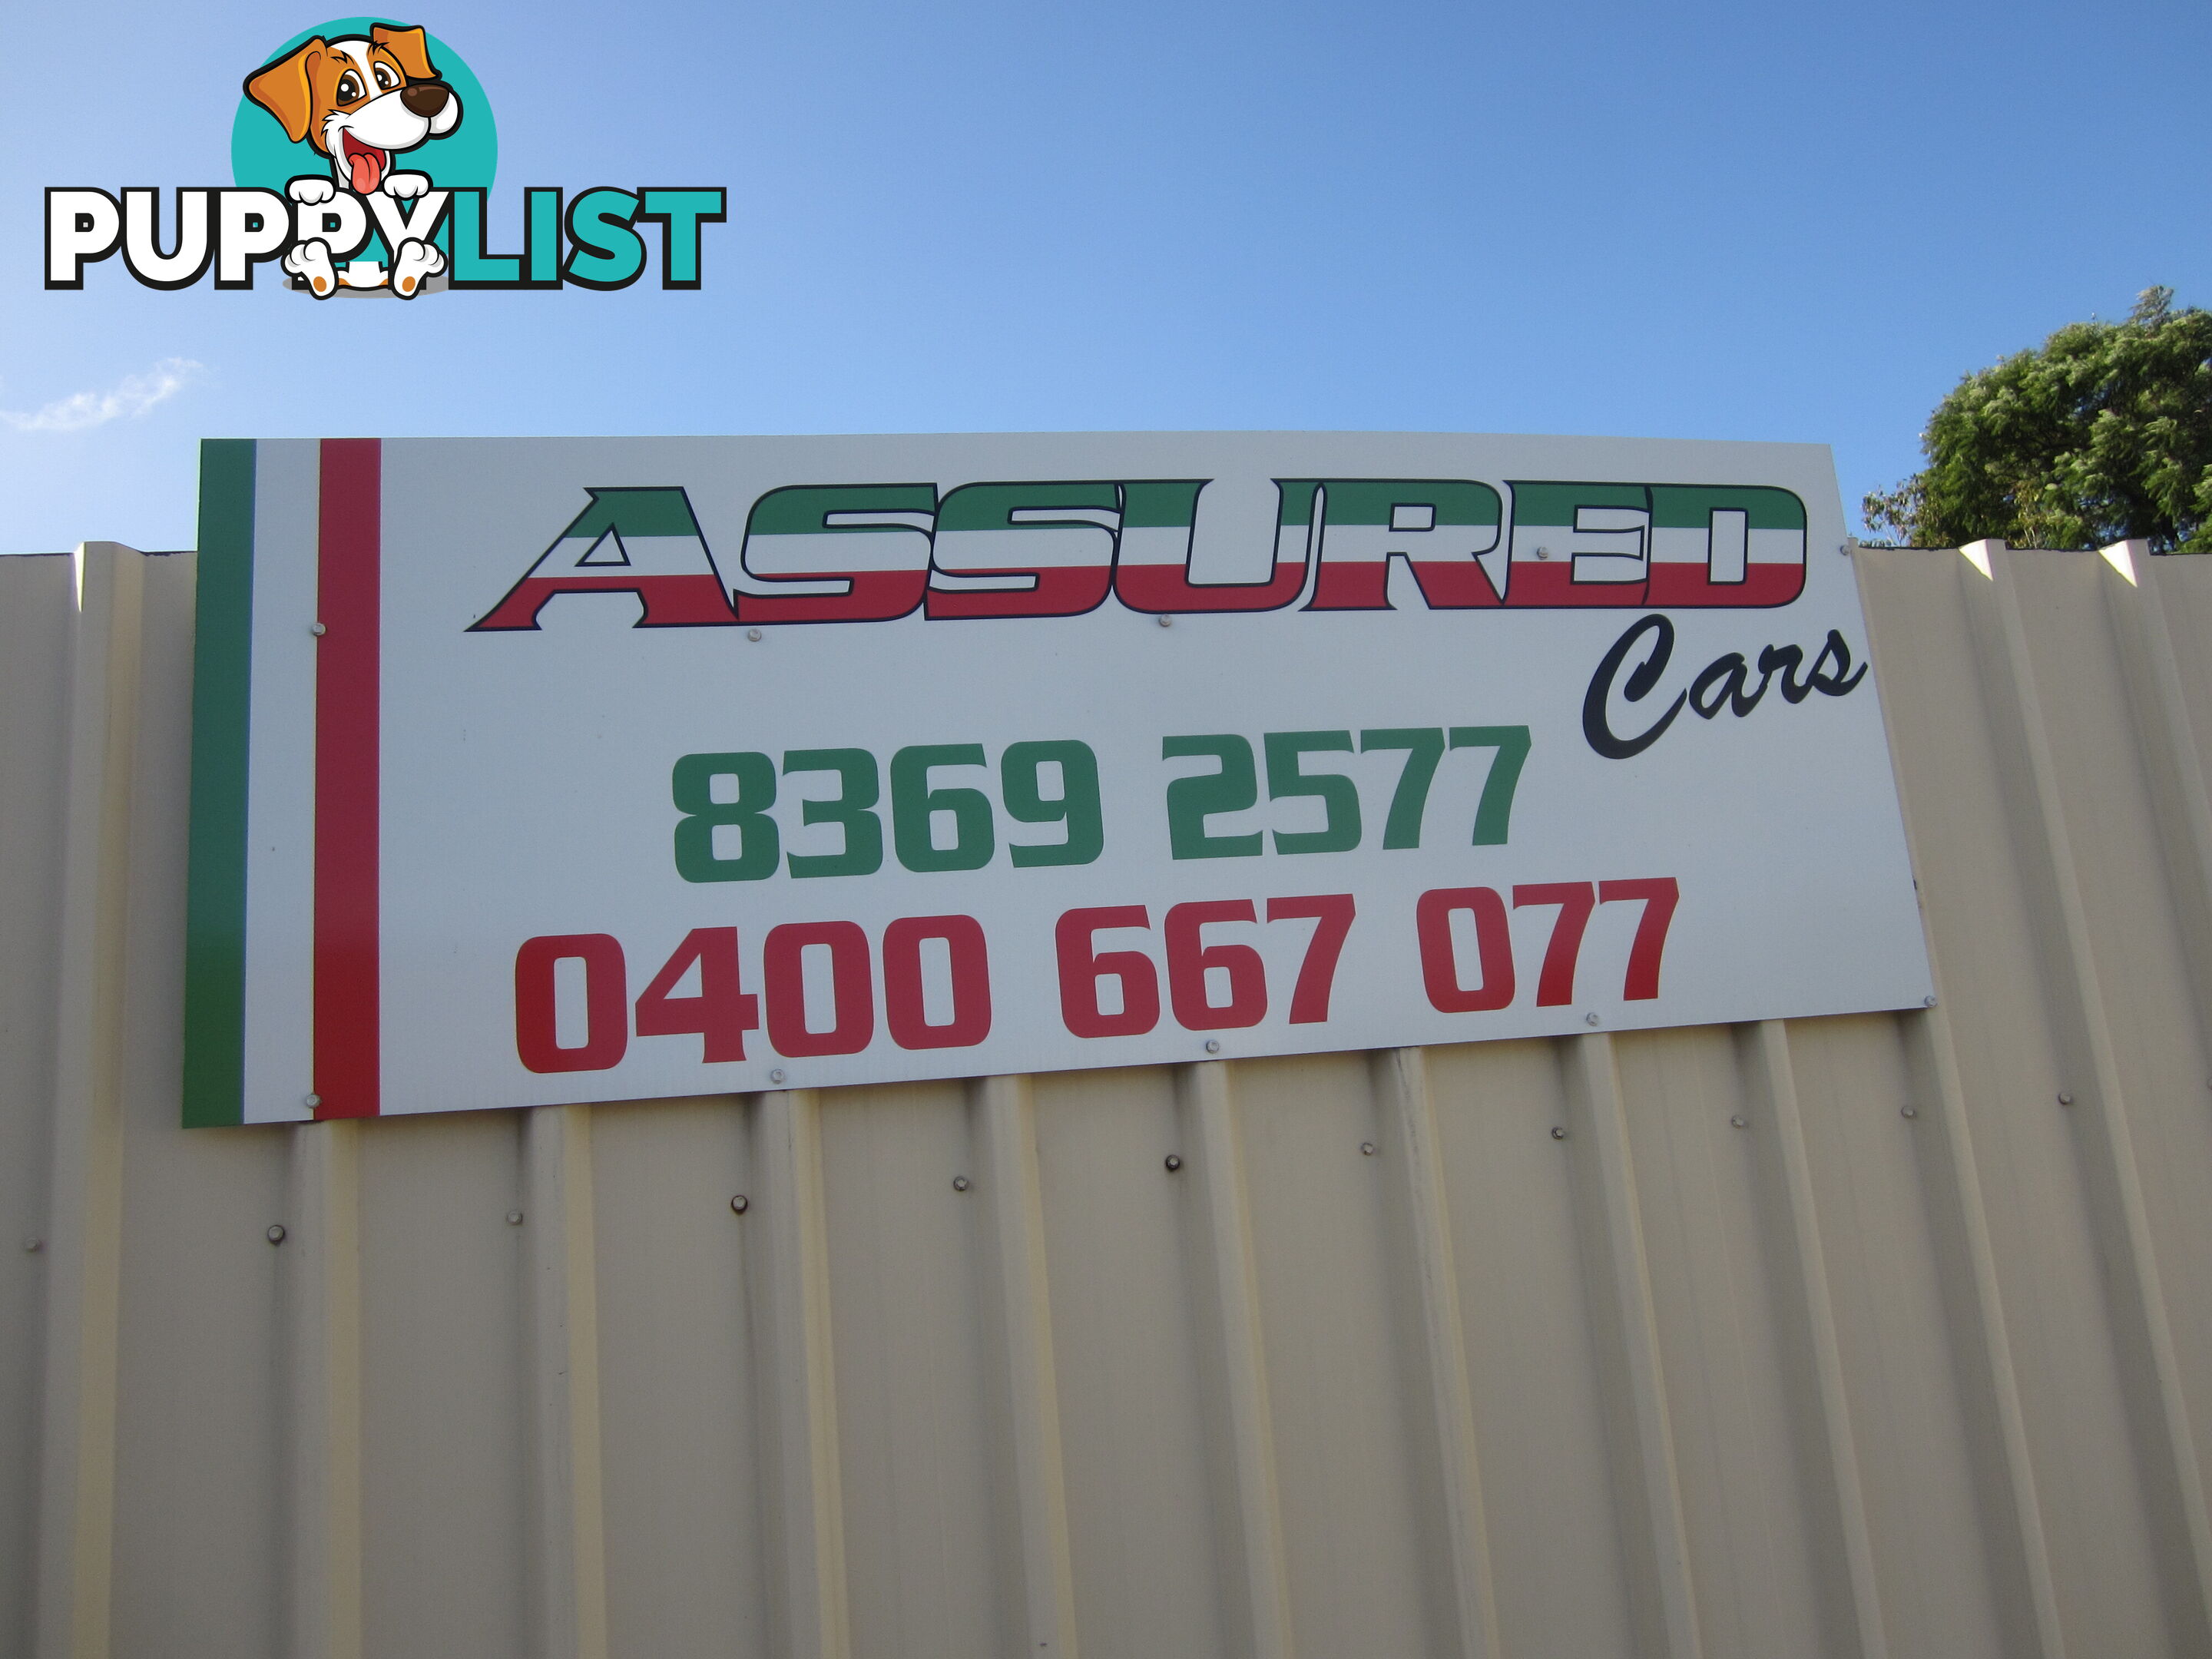 PUPPYLIST
ASSURED
Cars
8369 2577
0400 667 077